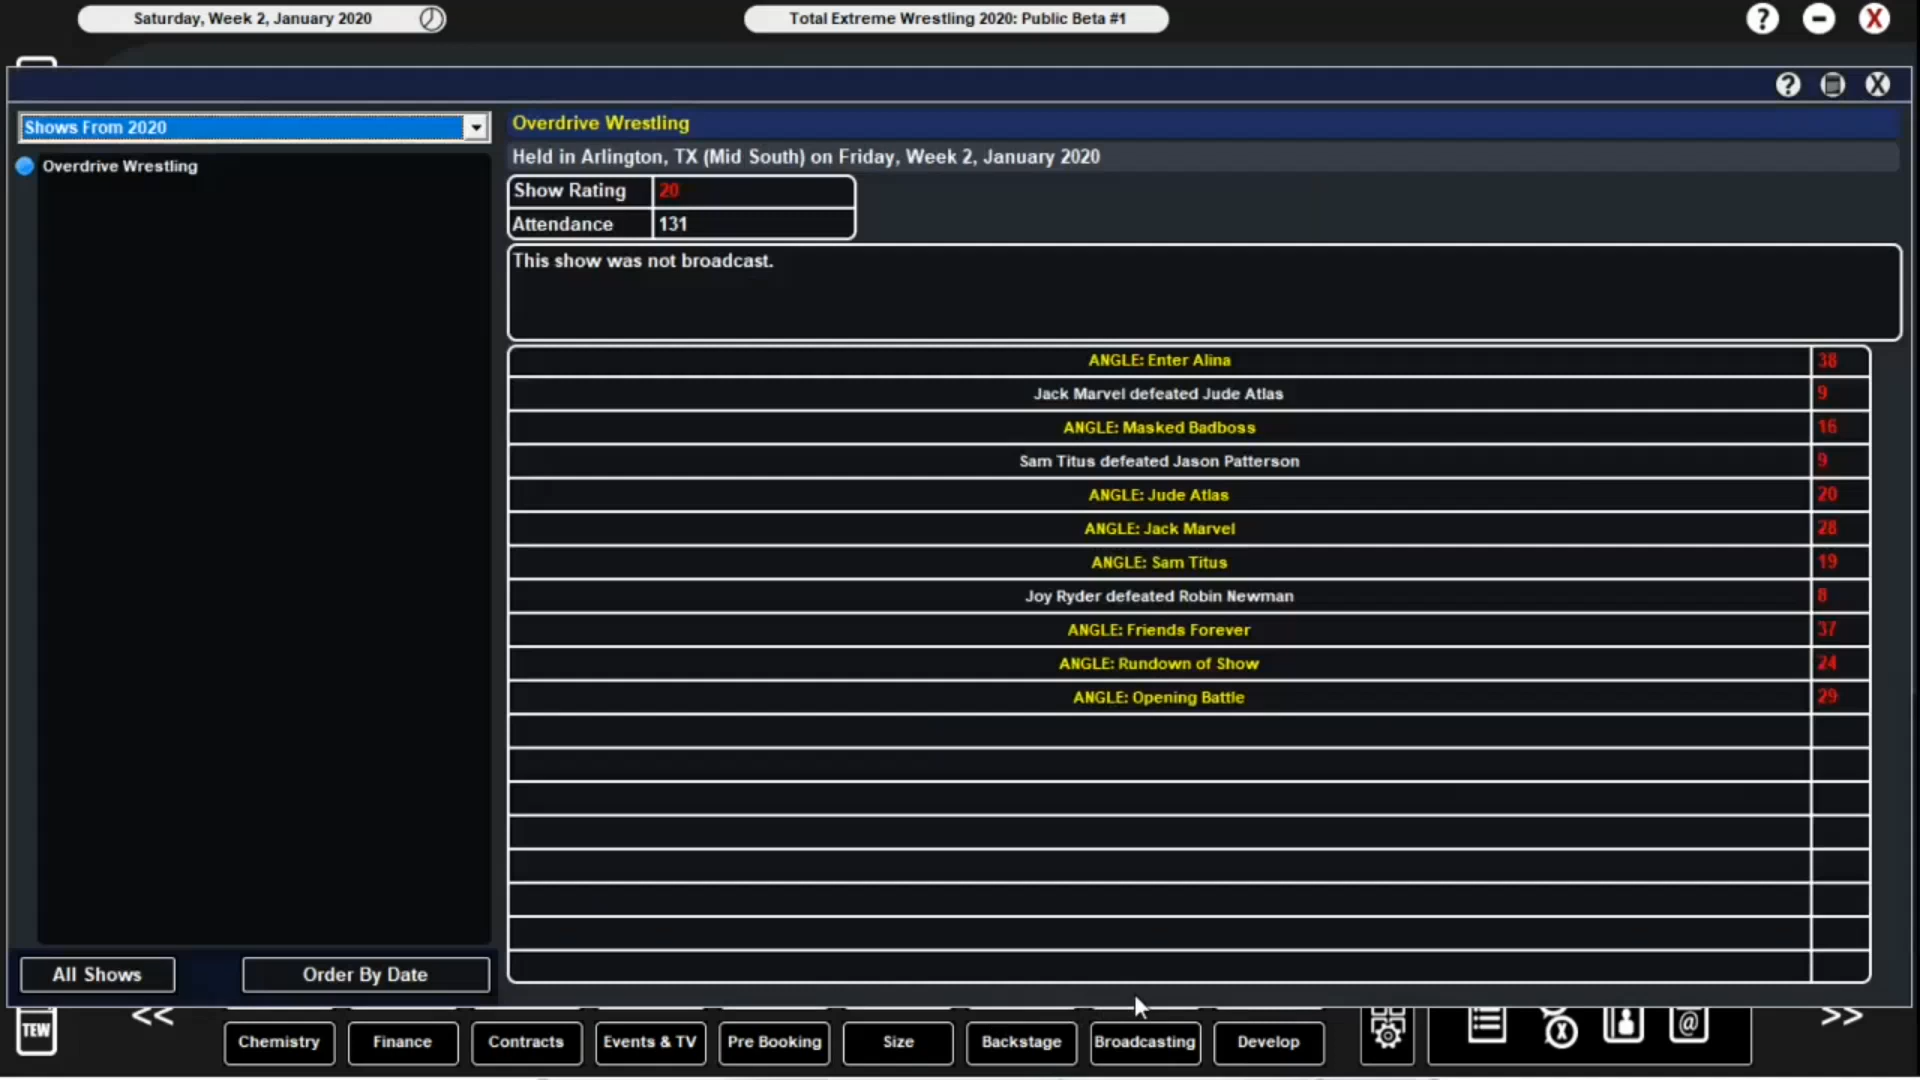 Saturday, Week 2, January 2020
Total Extreme Wrestling 2020: Public Beta #1
? X
? X
Shows From 2020
Overdrive Wrestling
Overdrive Wrestling
Held in Arlington, TX (Mid South) on Friday, Week 2, January 2020
Show Rating 20
Attendance 131
This show was not broadcast.
ANGLE: Enter Alina 38
Jack Marvel defeated Jude Atlas 9
ANGLE: Masked Badboss 16
Sam Titus defeated Jason Patterson 9
ANGLE: Jude Atlas 20
ANGLE: Jack Marvel 28
ANGLE: Sam Titus 19
Joy Ryder defeated Robin Newman 8
ANGLE: Friends Forever 37
ANGLE: Rundown of Show 24
ANGLE: Opening Battle 29
All Shows
Order By Date
TEW
<<
Chemistry
Finance
Contracts
Events & TV
Pre Booking
Size
Backstage
Broadcasting
Develop
X
@
>>